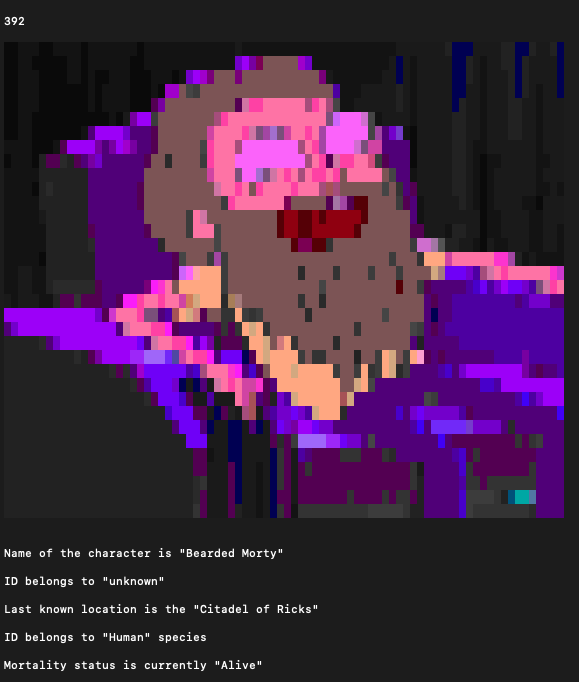 392
Name of the character is "Bearded Morty"
ID belongs to "unknown"
Last known location is the "Citadel of Ricks"
ID belongs to "Human" species
Mortality status is currently "Alive"